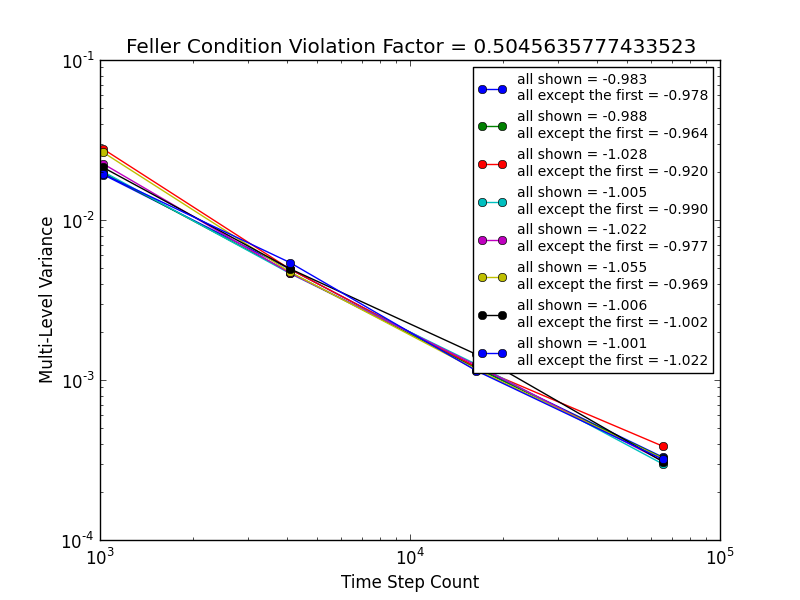 Feller Condition Violation Factor = 0.5045635777433523
10^-1
10^-2
10^-3
10^-4
Multi-Level Variance
all shown = -0.983
all except the first = -0.978
all shown = -0.988
all except the first = -0.964
all shown = -1.028
all except the first = -0.920
all shown = -1.005
all except the first = -0.990
all shown = -1.022
all except the first = -0.977
all shown = -1.055
all except the first = -0.969
all shown = -1.006
all except the first = -1.002
all shown = -1.001
all except the first = -1.022
10^3 10^4 10^5
Time Step Count